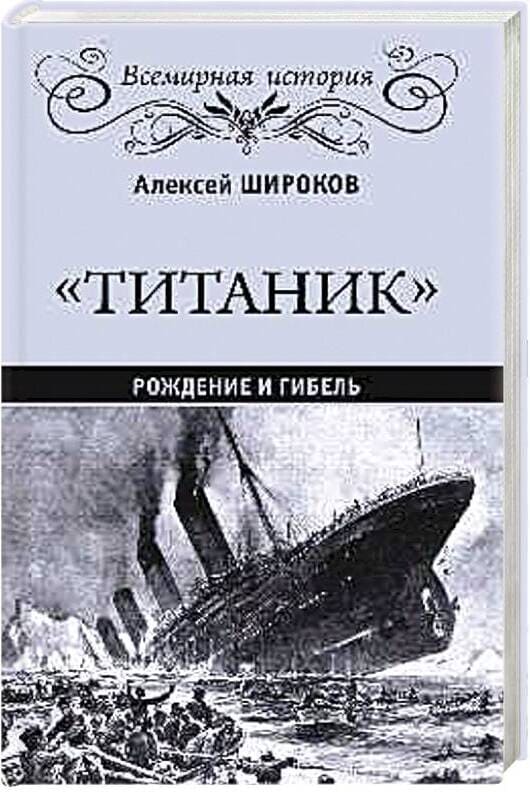 Всемирная история
Алексей ШИРОКОВ
«ТИТАНИК»
РОЖДЕНИЕ И ГИБЕЛЬ